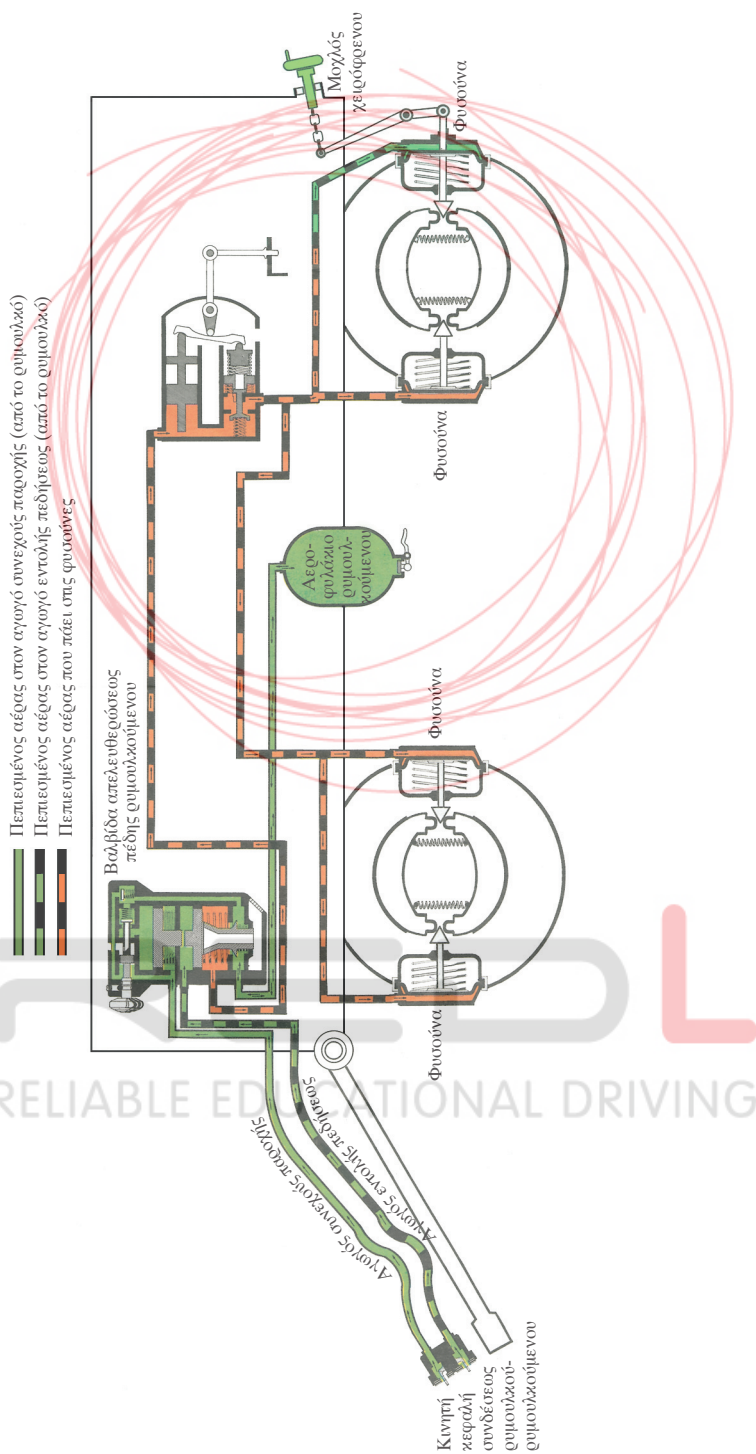 Πεπιεσμένος αέρας στον αγωγό συνεχούς παροχής (από το ρυμουλκό)
Πεπιεσμένος αέρας στον αγωγό εντολής πεδήσεως (από το ρυμουλκό)
Πεπιεσμένος αέρας που πάει στις φυσούνες
Βαλβίδα απελευθερώσεως
πέδης ρυμουλκούμενου
Μοχλός
χειρόφρενου
Αγωγός συνεχούς παροχής
Αγωγός εντολής πεδήσεως
Αερο-
φυλάκιο
ρυμουλ-
κούμενου
Κινητή
κεφαλή
συνδέσεως
ρυμουλκού-
ρυμουλκούμενου
Φυσούνα
Φυσούνα
Φυσούνα
Φυσούνα
RED L
RELIABLE EDUCATIONAL DRIVING